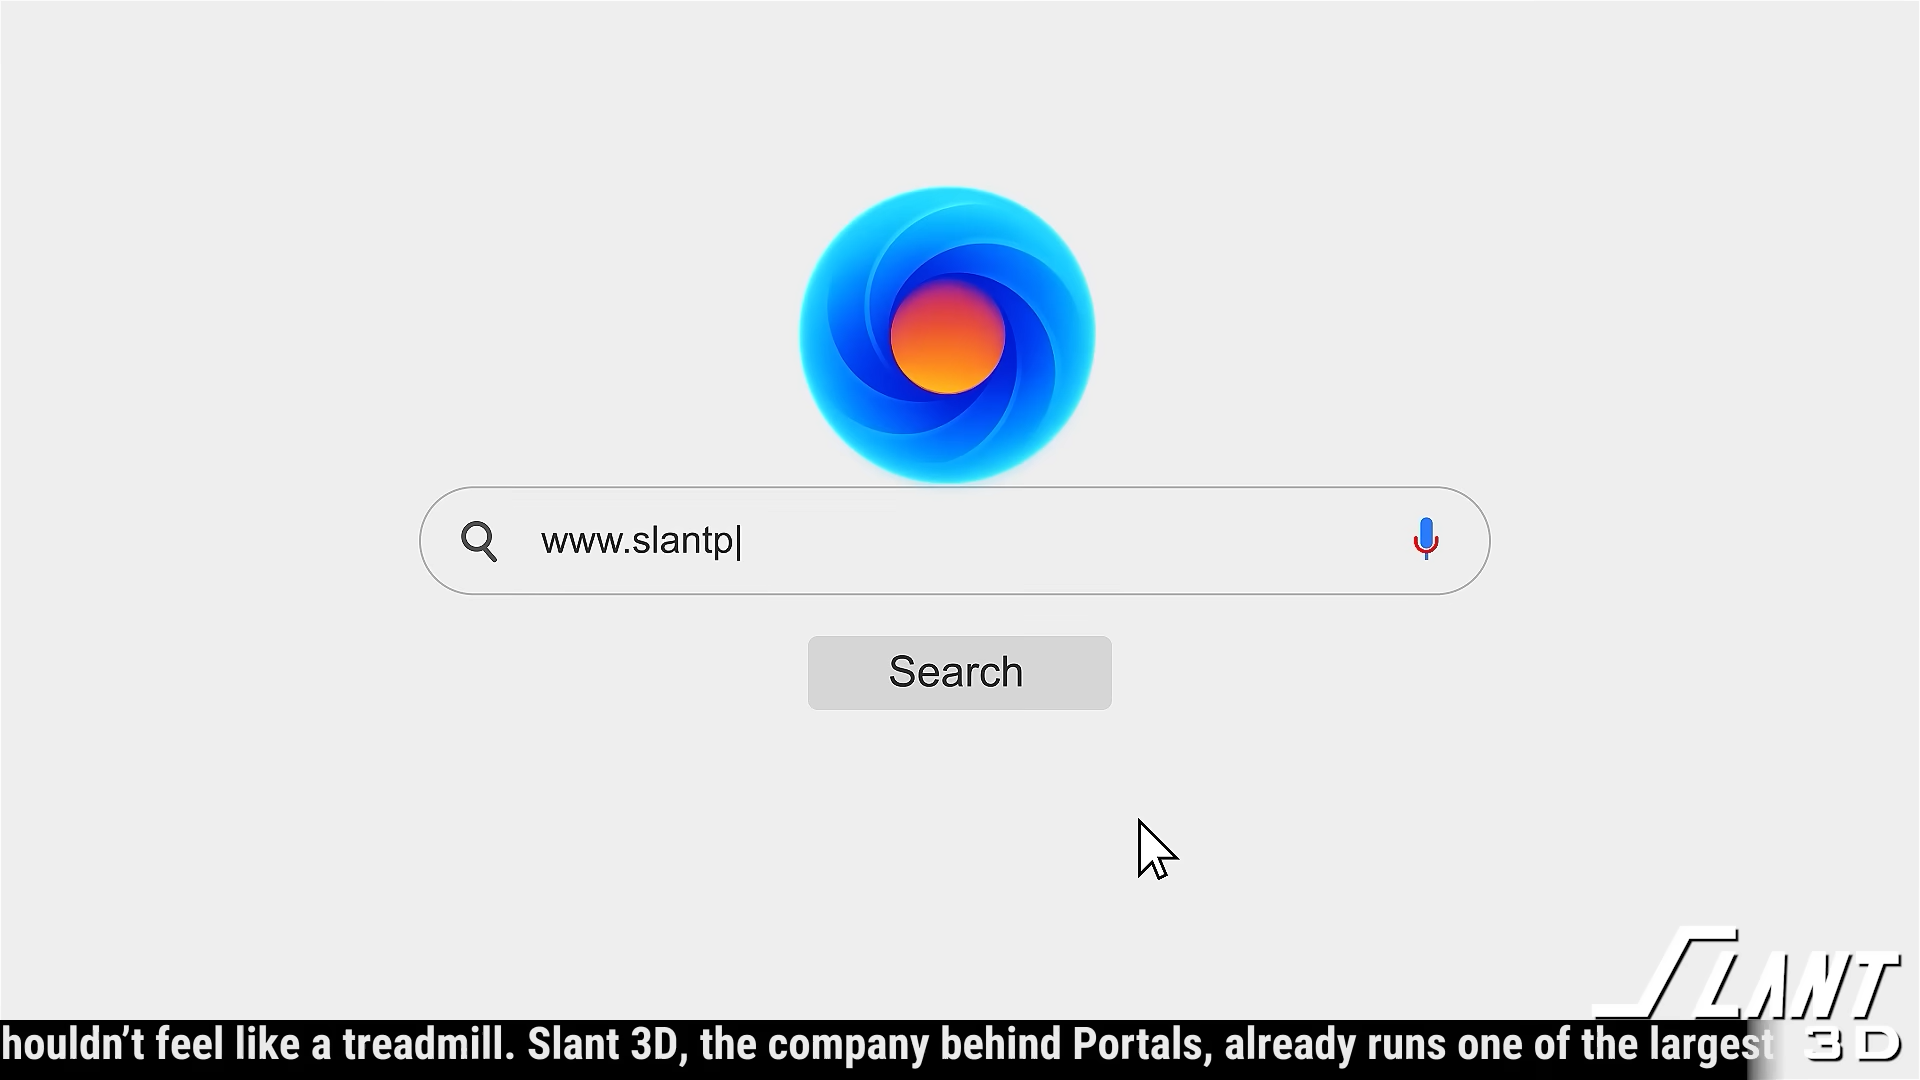 www.slantp
Search
SLANT
3D
houldn’t feel like a treadmill. Slant 3D, the company behind Portals, already runs one of the largest